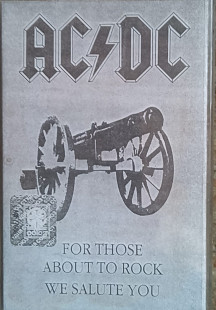 AC⚡DC
FOR THOSE
ABOUT TO ROCK
WE SALUTE YOU